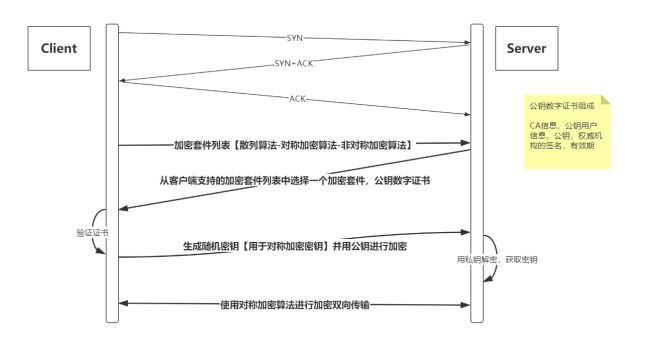 Client
Server
SYN
SYN+ACK
ACK
公钥数字证书组成
CA信息，公钥用户
信息，公钥，权威机
构的签名，有效期
加密套件列表【散列算法-对称加密算法-非对称加密算法】
从客户端支持的加密套件列表中选择一个加密套件，公钥数字证书
验证证书
生成随机密钥【用于对称加密密钥】并用公钥进行加密
用私钥解密，获取密钥
使用对称加密算法进行加密双向传输